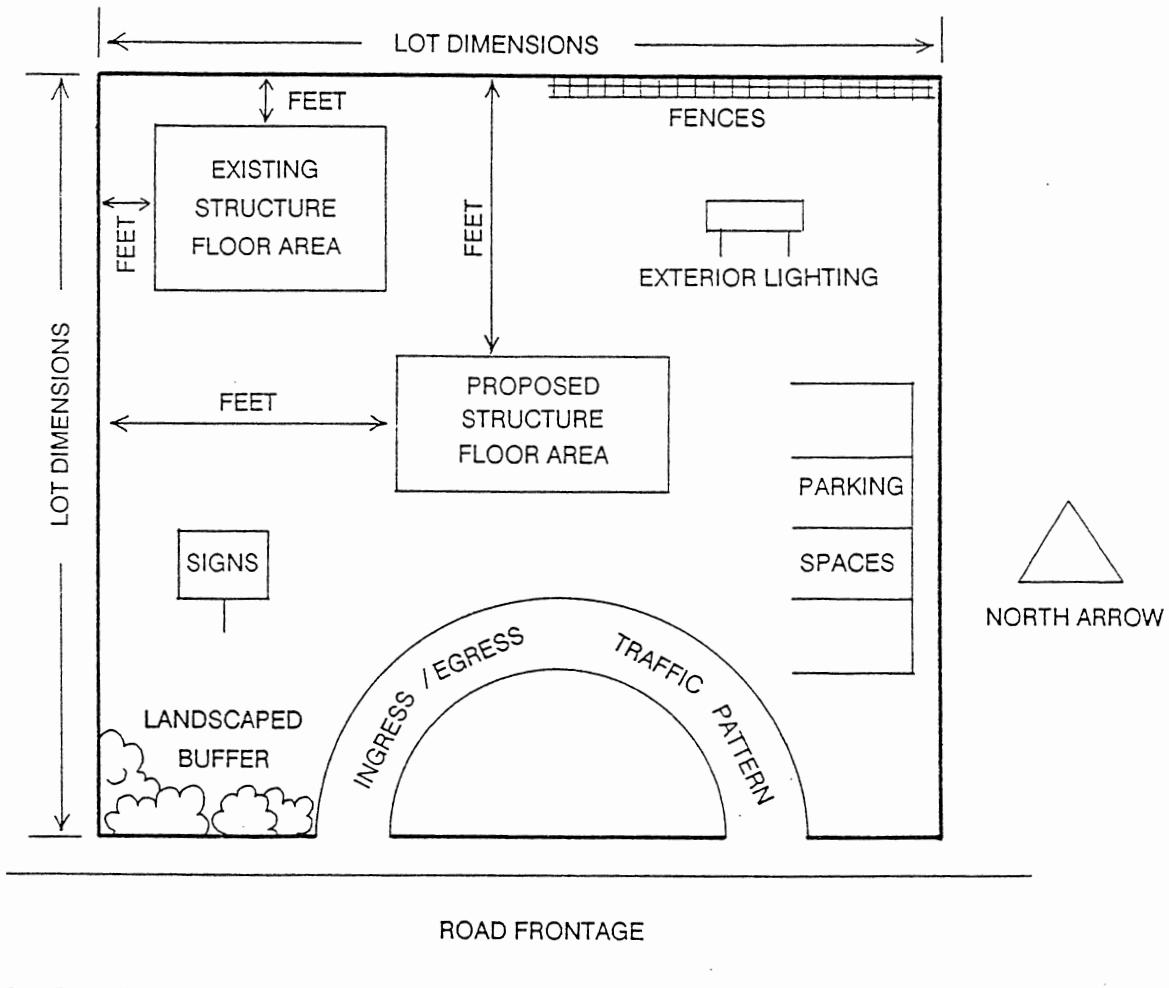 LOT DIMENSIONS
FEET
FENCES
EXISTING
STRUCTURE
FLOOR AREA
FEET
FEET
EXTERIOR LIGHTING
LOT DIMENSIONS
FEET
PROPOSED
STRUCTURE
FLOOR AREA
PARKING
SPACES
SIGNS
NORTH ARROW
INGRESS / EGRESS
TRAFFIC PATTERN
LANDSCAPED
BUFFER
ROAD FRONTAGE